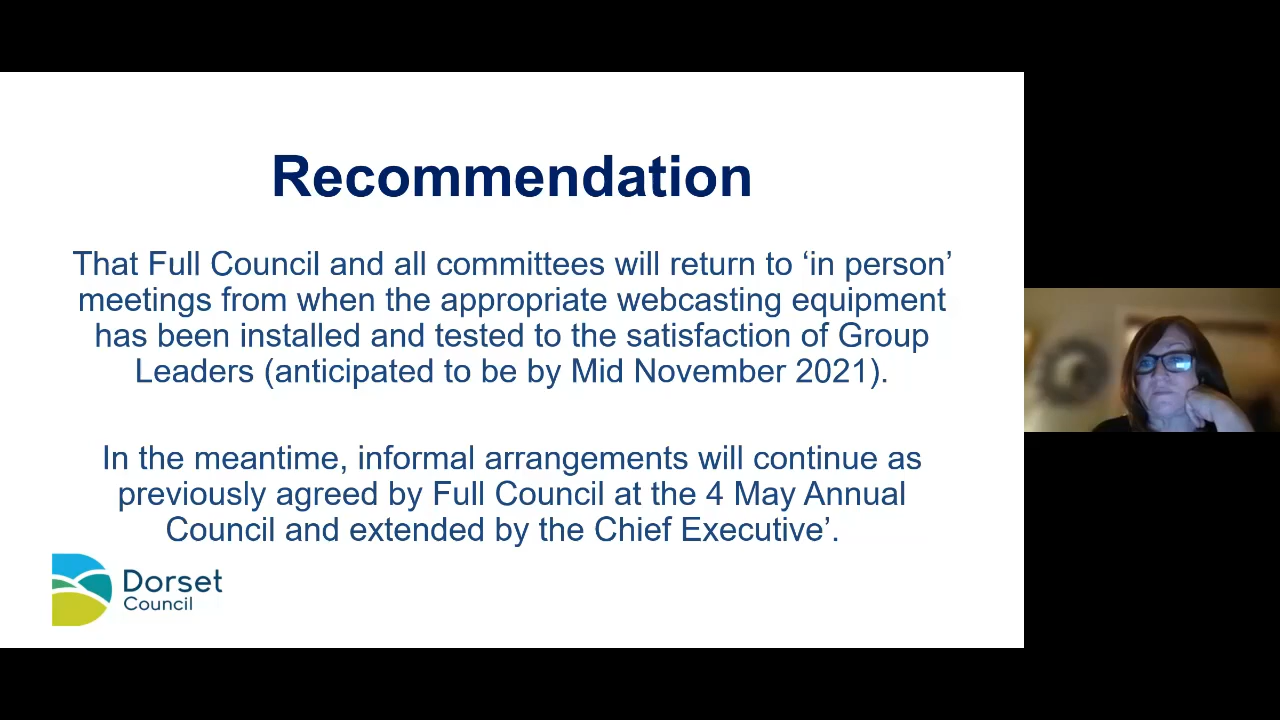 Recommendation
That Full Council and all committees will return to ‘in person’
meetings from when the appropriate webcasting equipment
has been installed and tested to the satisfaction of Group
Leaders (anticipated to be by Mid November 2021).
In the meantime, informal arrangements will continue as
previously agreed by Full Council at the 4 May Annual
Council and extended by the Chief Executive’.
Dorset
Council